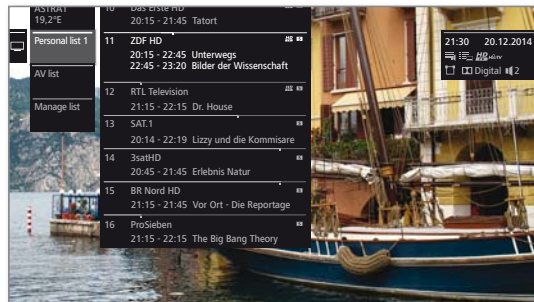 ASTRA1
19,2°E
Personal list 1
AV list
Manage list
10 Das Erste HD
20:15 - 21:45 Tatort
11 ZDF HD
20:15 - 22:45 Unterwegs
22:45 - 23:20 Bilder der Wissenschaft
12 RTL Television
21:15 - 22:15 Dr. House
13 SAT.1
20:14 - 22:19 Lizzy und die Kommisare
14 3satHD
20:45 - 21:45 Erlebnis Natur
15 BR Nord HD
21:15 - 21:45 Vor Ort - Die Reportage
16 ProSieben
21:15 - 22:15 The Big Bang Theory
21:30 20.12.2014
HD
Digital 2